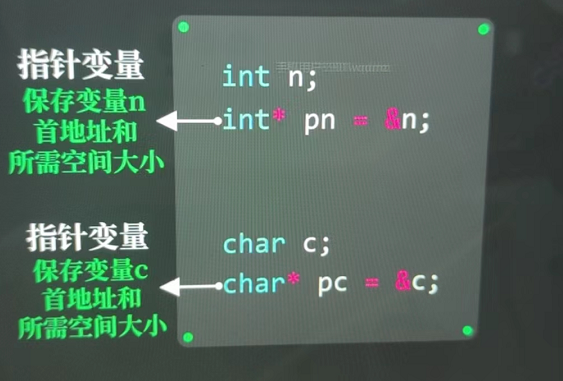 指针变量
保存变量n
首地址和
所需空间大小
int n;
int* pn = &n;
指针变量
保存变量c
首地址和
所需空间大小
char c;
char* pc = &c;